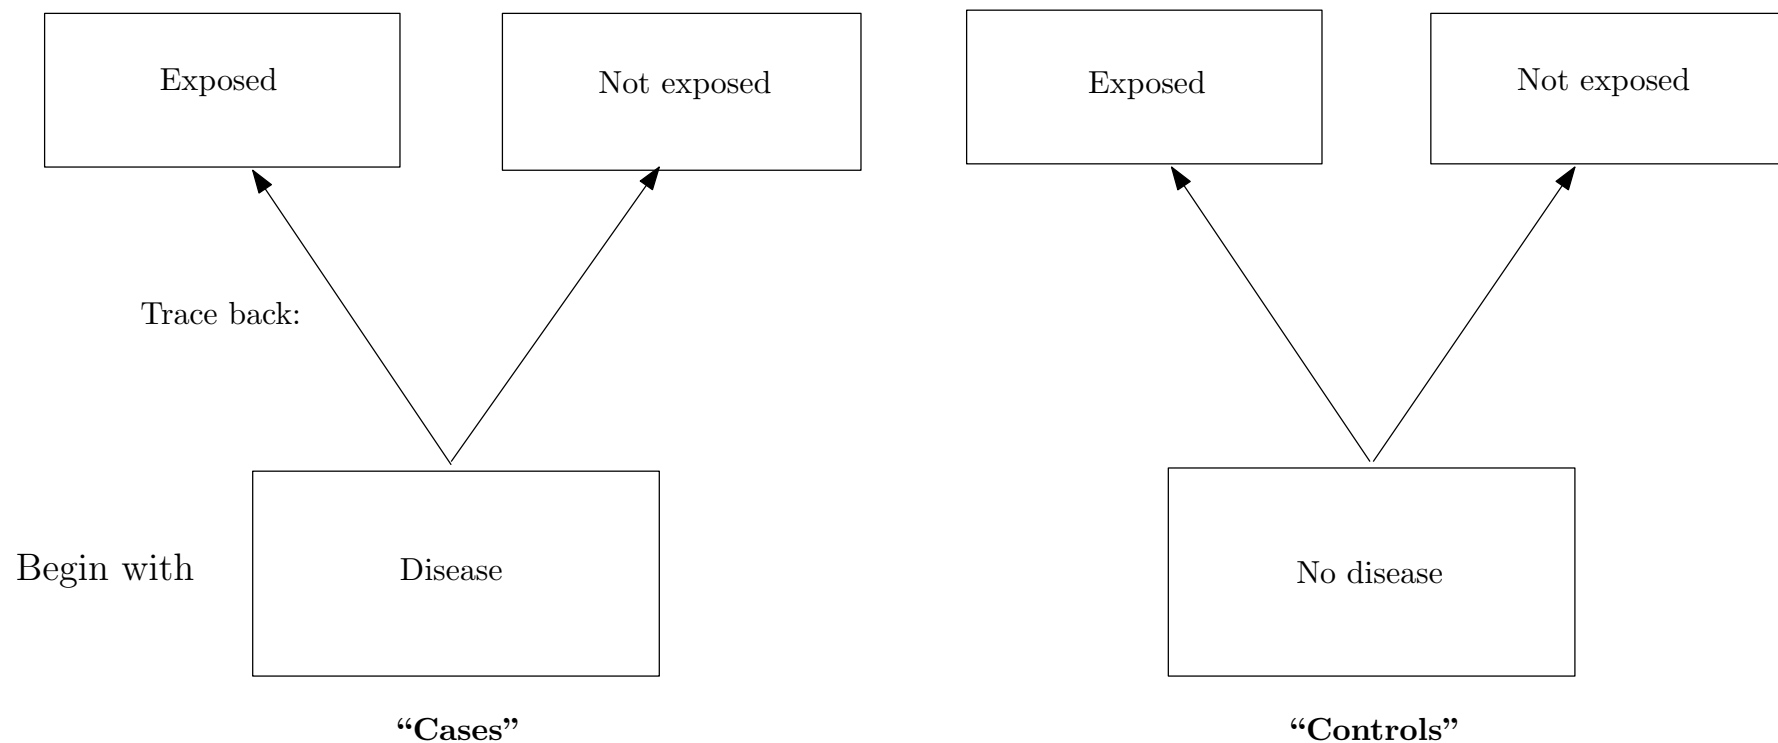 Exposed
Not exposed
Exposed
Not exposed
Trace back:
Begin with
Disease
No disease
“Cases”
“Controls”